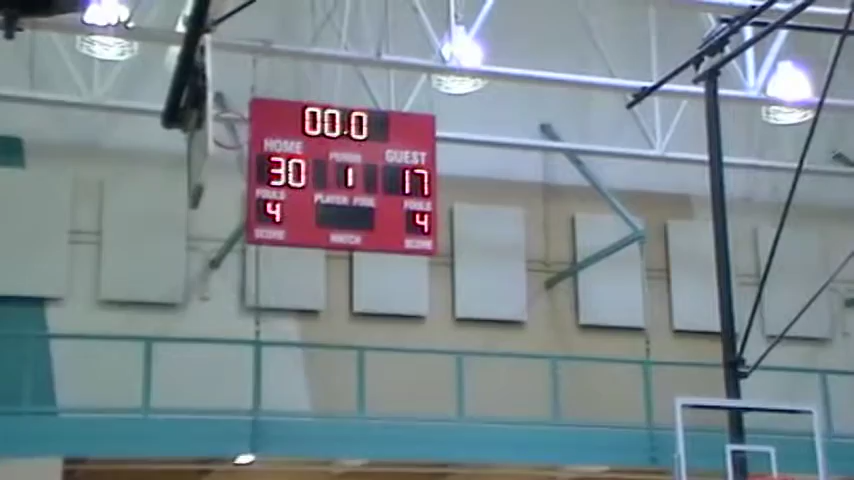 00.0
HOME PERIOD GUEST
30 1 17
FOULS PLAYER FOUL FOULS
4 4
SCORE MATCH SCORE